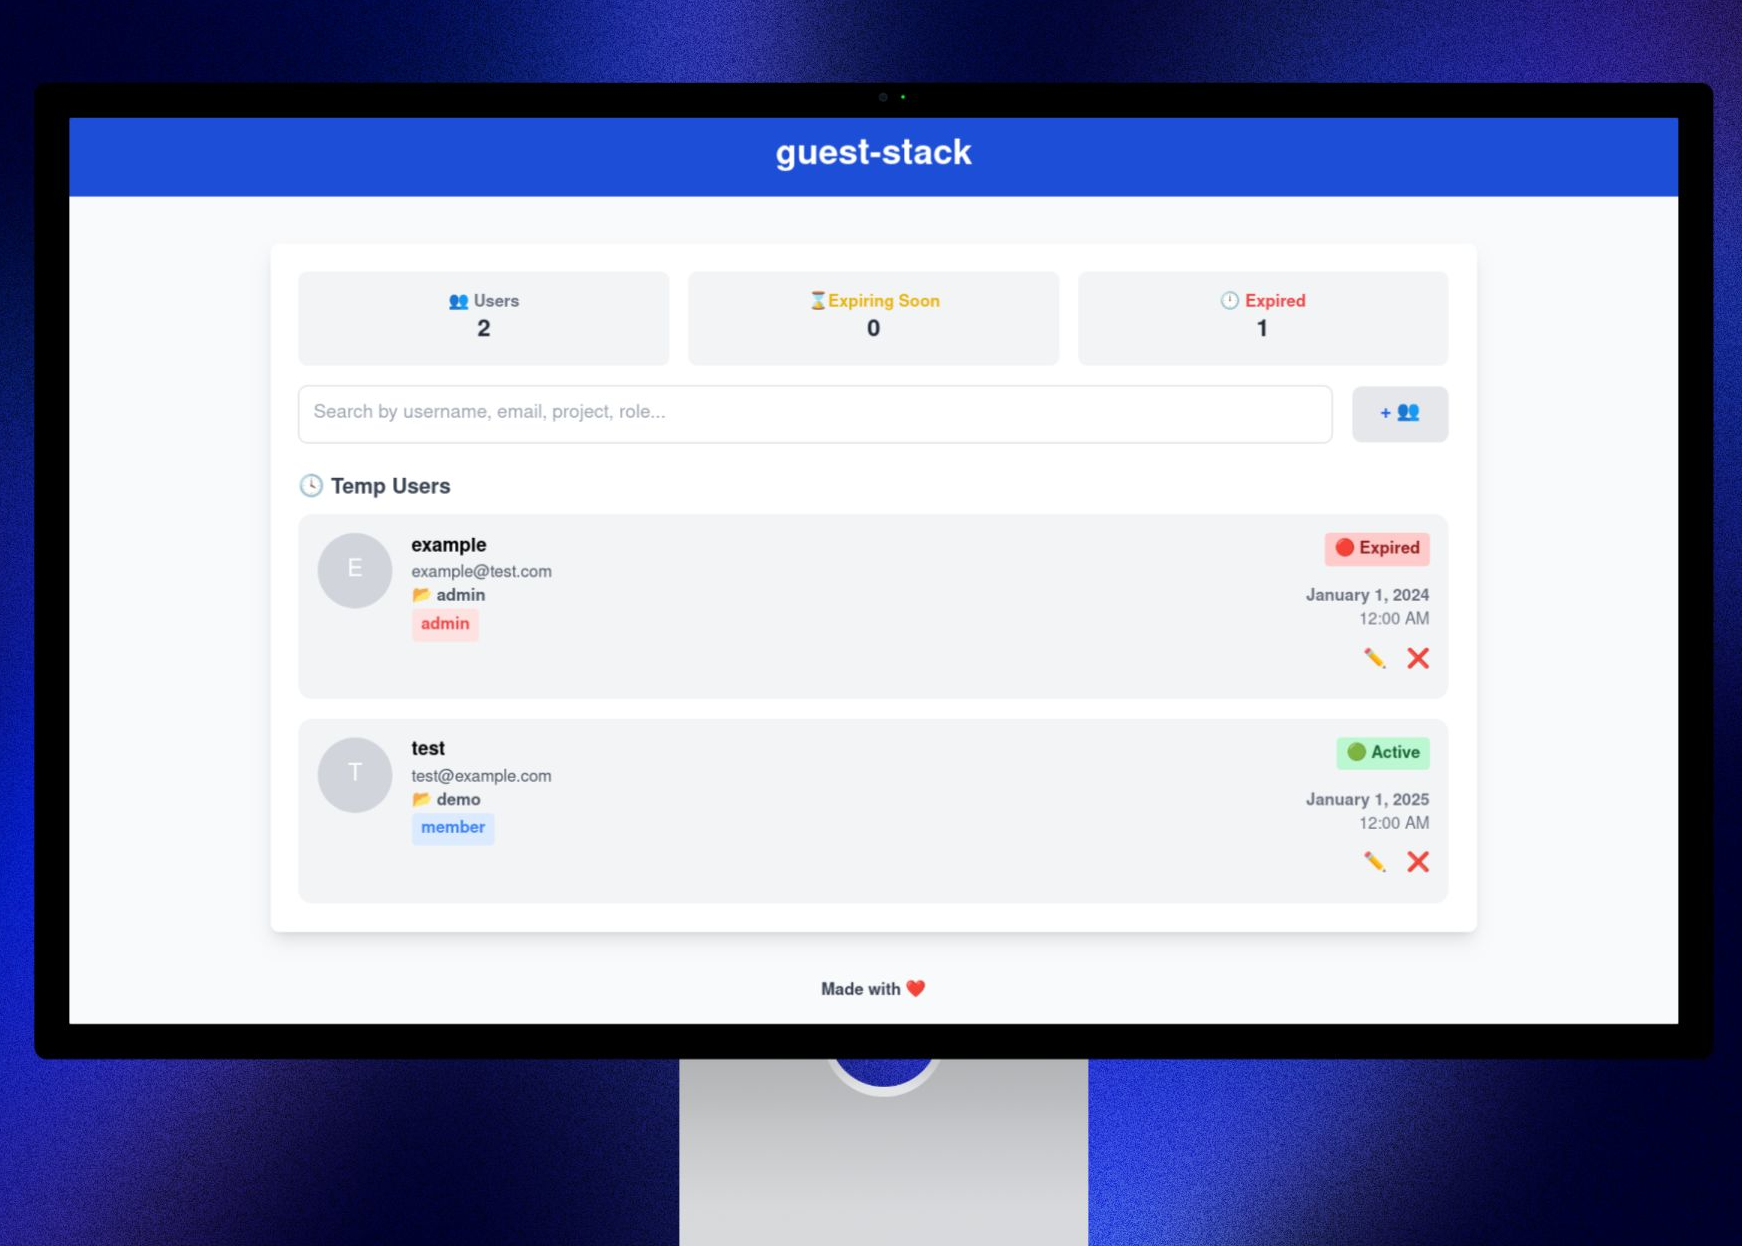 guest-stack
👥 Users
2
⌛Expiring Soon
0
🕛 Expired
1
Search by username, email, project, role...
+ 👥
🕓 Temp Users
E
example
example@test.com
📂 admin
admin
🔴 Expired
January 1, 2024
12:00 AM
✏️ ❌
T
test
test@example.com
📂 demo
member
🟢 Active
January 1, 2025
12:00 AM
✏️ ❌
Made with ❤️